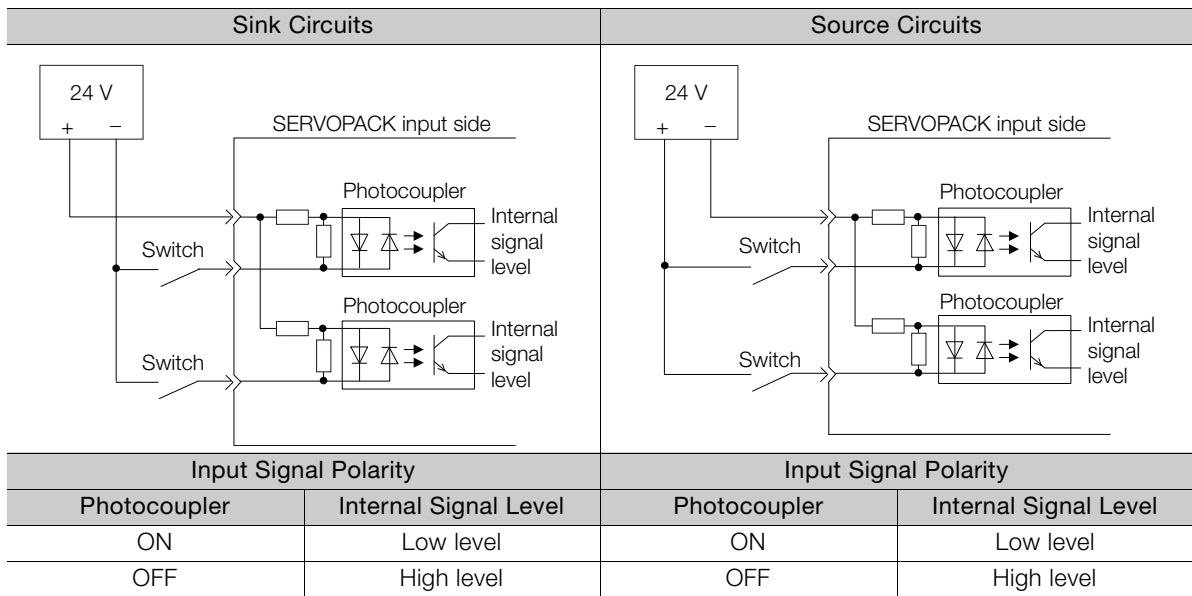 Sink Circuits
24 V
+ −
SERVOPACK input side
Photocoupler
Internal
signal
level
Switch
Photocoupler
Internal
signal
level
Switch
Source Circuits
24 V
+ −
SERVOPACK input side
Photocoupler
Internal
signal
level
Switch
Photocoupler
Internal
signal
level
Switch
Input Signal Polarity
Input Signal Polarity
Photocoupler Internal Signal Level Photocoupler Internal Signal Level
ON Low level ON Low level
OFF High level OFF High level